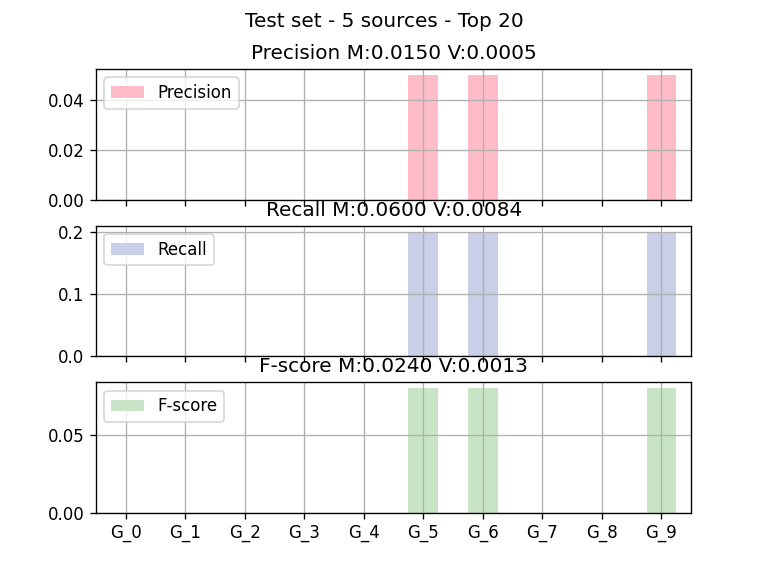 Test set - 5 sources - Top 20
Precision M:0.0150 V:0.0005
Precision
0.04
0.02
0.00
Recall M:0.0600 V:0.0084
Recall
0.2
0.1
0.0
F-score M:0.0240 V:0.0013
F-score
0.05
0.00
G_0 G_1 G_2 G_3 G_4 G_5 G_6 G_7 G_8 G_9